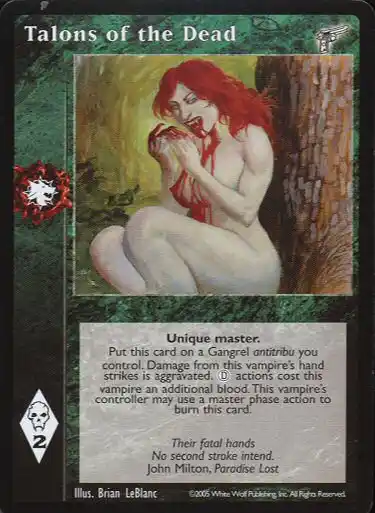 Talons of the Dead
Unique master.
Put this card on a Gangrel antitribu you
control. Damage from this vampire's hand
strikes is aggravated. Ⓓ actions cost this
vampire an additional blood. This vampire's
controller may use a master phase action to
burn this card.
Their fatal hands
No second stroke intend.
John Milton, Paradise Lost
2
Illus. Brian LeBlanc ©2005 White Wolf Publishing, Inc. All Rights Reserved.